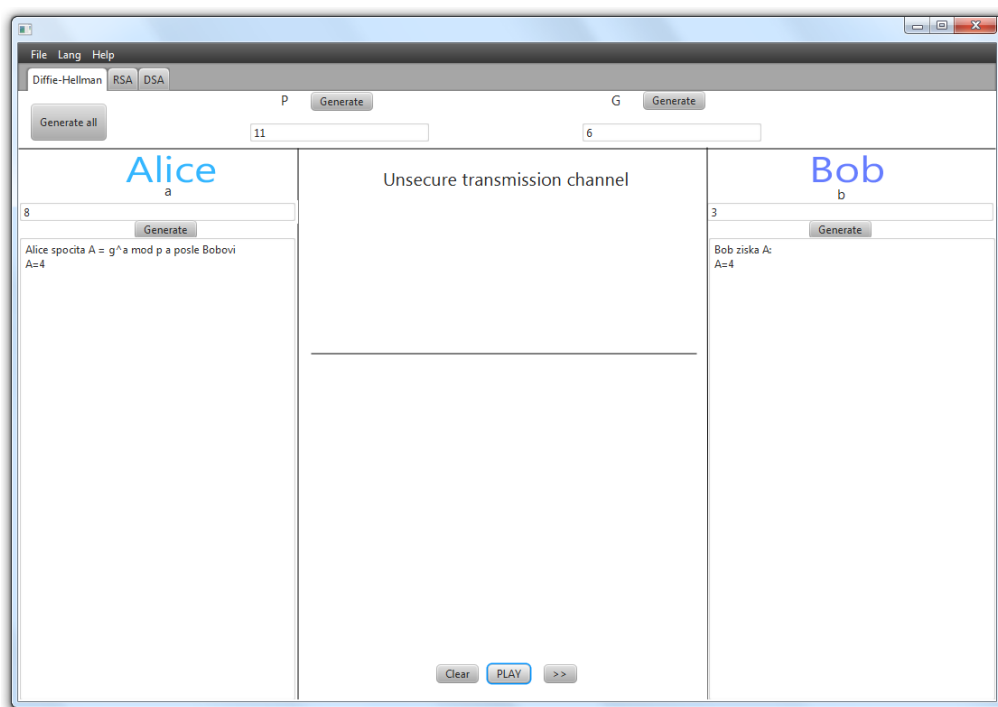 File Lang Help
Diffie-Hellman RSA DSA
Generate all
P Generate
G Generate
11
6
Alice
a
8
Generate
Alice spocita A = g^a mod p a posle Bobovi
A=4
Unsecure transmission channel
Clear PLAY >>
Bob
b
3
Generate
Bob ziska A:
A=4